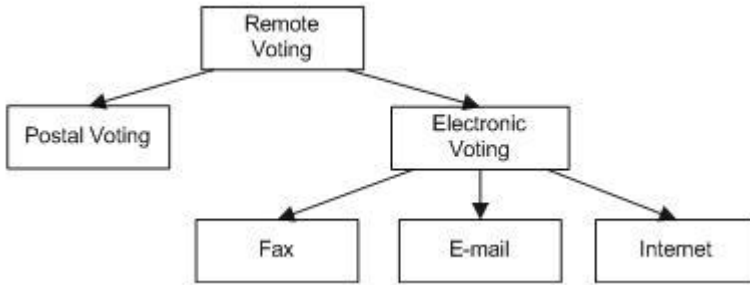 Remote
Voting
Postal Voting
Electronic
Voting
Fax
E-mail
Internet